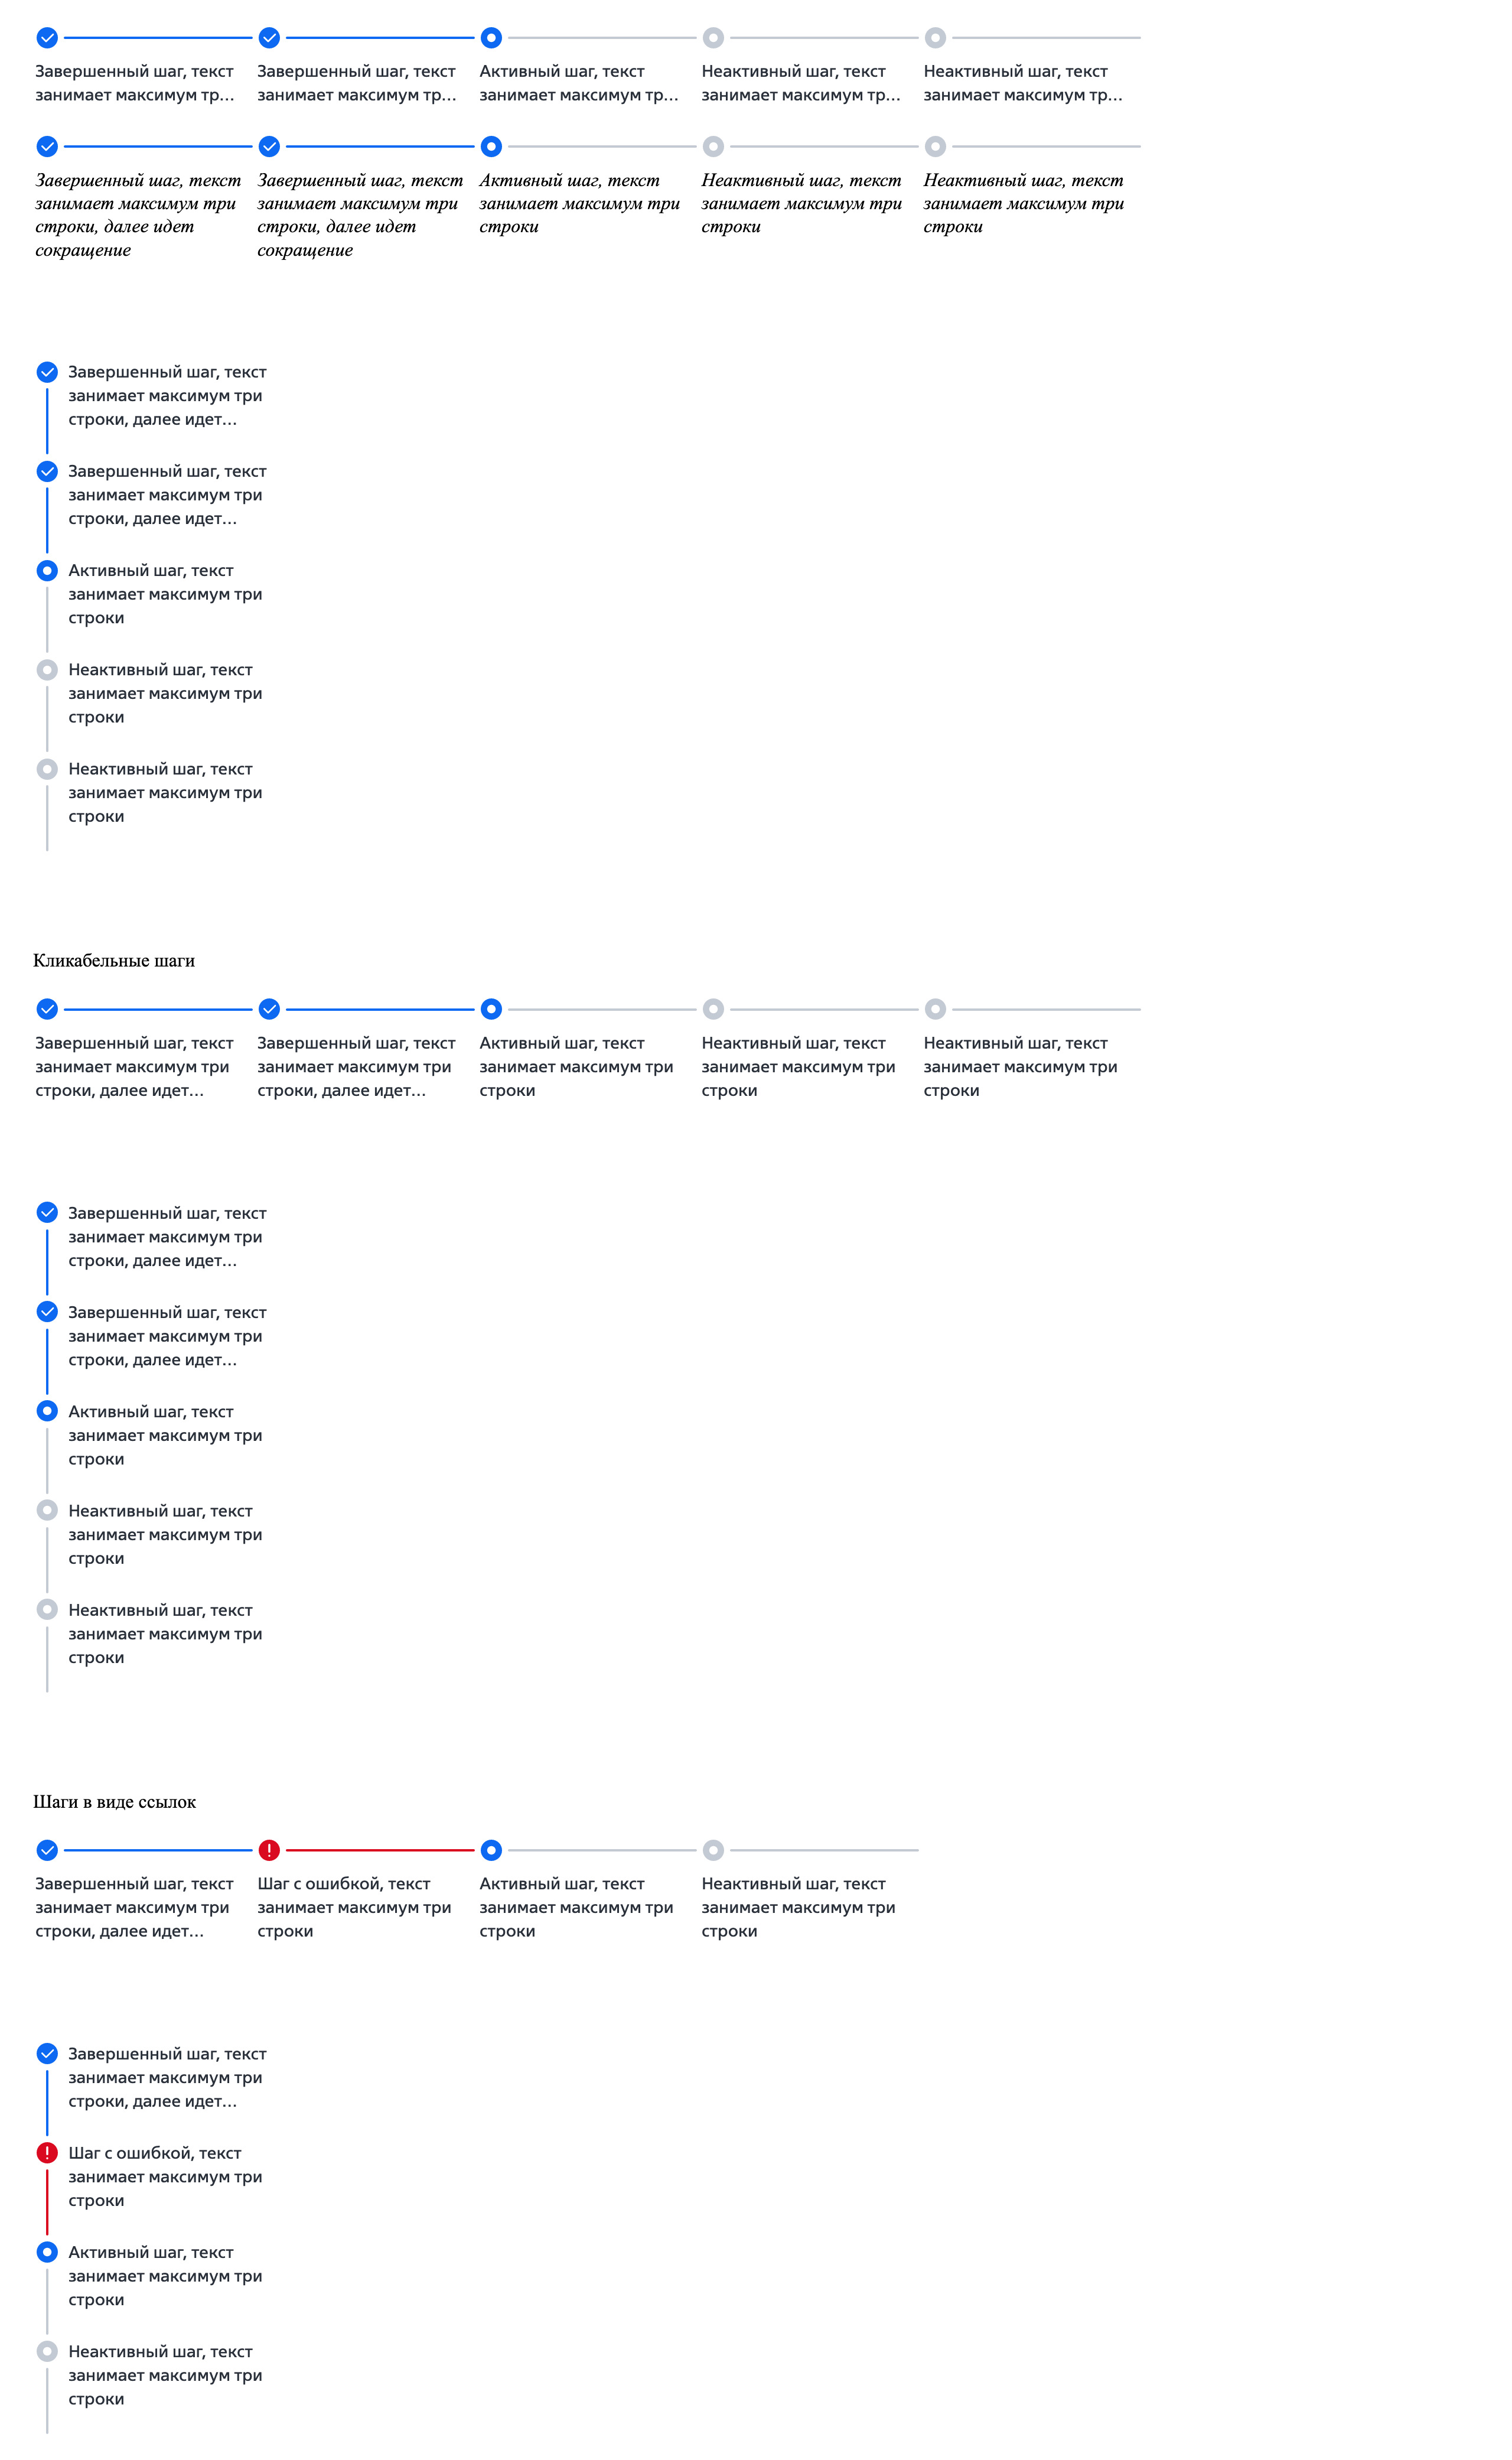 Завершенный шаг, текст
занимает максимум тр...
Завершенный шаг, текст
занимает максимум тр...
Активный шаг, текст
занимает максимум тр...
Неактивный шаг, текст
занимает максимум тр...
Неактивный шаг, текст
занимает максимум тр...
Завершенный шаг, текст
занимает максимум три
строки, далее идет
сокращение
Завершенный шаг, текст
занимает максимум три
строки, далее идет
сокращение
Активный шаг, текст
занимает максимум три
строки
Неактивный шаг, текст
занимает максимум три
строки
Неактивный шаг, текст
занимает максимум три
строки
Завершенный шаг, текст
занимает максимум три
строки, далее идет...
Завершенный шаг, текст
занимает максимум три
строки, далее идет...
Активный шаг, текст
занимает максимум три
строки
Неактивный шаг, текст
занимает максимум три
строки
Неактивный шаг, текст
занимает максимум три
строки
Кликабельные шаги
Завершенный шаг, текст
занимает максимум три
строки, далее идет...
Завершенный шаг, текст
занимает максимум три
строки, далее идет...
Активный шаг, текст
занимает максимум три
строки
Неактивный шаг, текст
занимает максимум три
строки
Неактивный шаг, текст
занимает максимум три
строки
Завершенный шаг, текст
занимает максимум три
строки, далее идет...
Завершенный шаг, текст
занимает максимум три
строки, далее идет...
Активный шаг, текст
занимает максимум три
строки
Неактивный шаг, текст
занимает максимум три
строки
Неактивный шаг, текст
занимает максимум три
строки
Шаги в виде ссылок
Завершенный шаг, текст
занимает максимум три
строки, далее идет...
Шаг с ошибкой, текст
занимает максимум три
строки
Активный шаг, текст
занимает максимум три
строки
Неактивный шаг, текст
занимает максимум три
строки
Завершенный шаг, текст
занимает максимум три
строки, далее идет...
Шаг с ошибкой, текст
занимает максимум три
строки
Активный шаг, текст
занимает максимум три
строки
Неактивный шаг, текст
занимает максимум три
строки